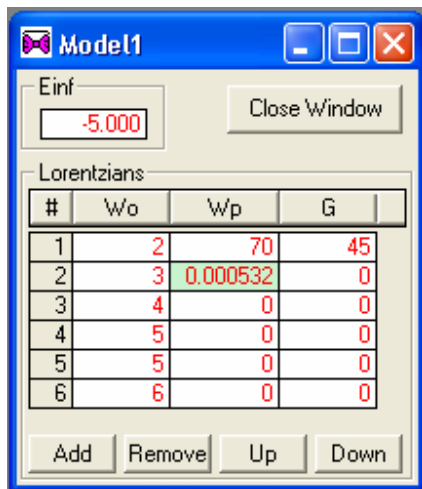 Model1
Einf
-5.000
Close Window
Lorentzians
# Wo Wp G
1 2 70 45
2 3 0.000532 0
3 4 0 0
4 5 0 0
5 5 0 0
6 6 0 0
Add Remove Up Down